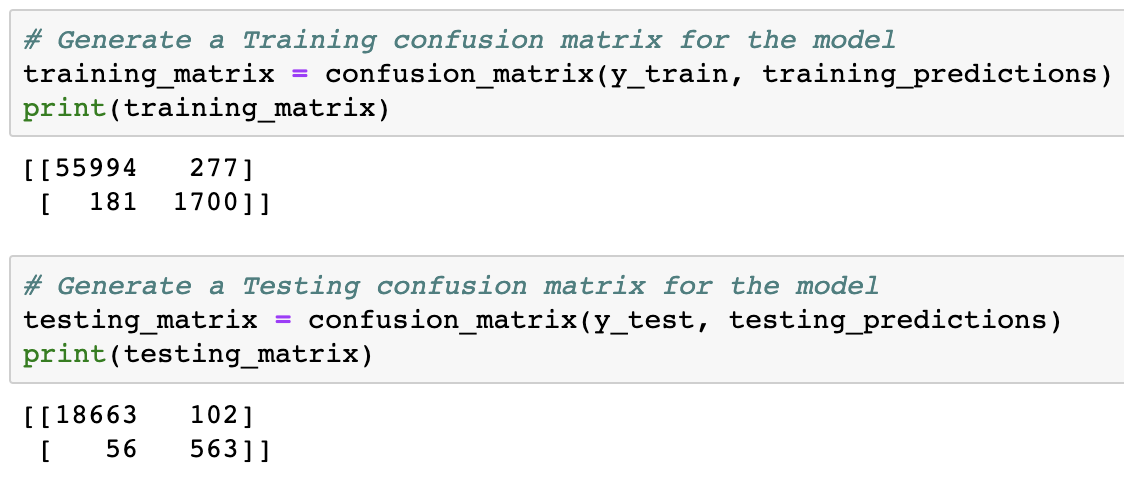 # Generate a Training confusion matrix for the model
training_matrix = confusion_matrix(y_train, training_predictions)
print(training_matrix)
[[55994   277]
 [  181  1700]]
# Generate a Testing confusion matrix for the model
testing_matrix = confusion_matrix(y_test, testing_predictions)
print(testing_matrix)
[[18663   102]
 [   56   563]]